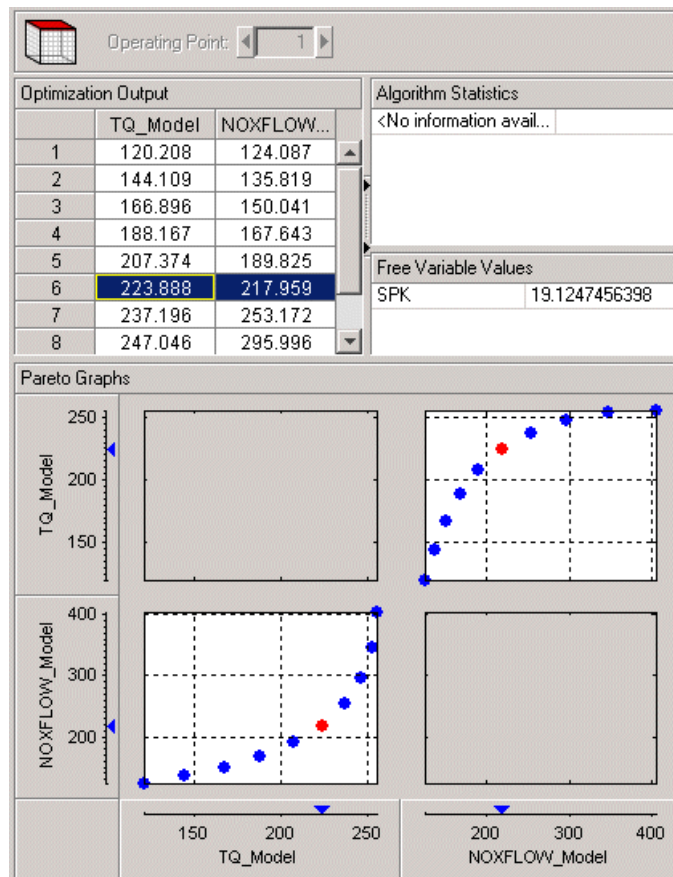 Operating Point: 1
Optimization Output
TQ_Model NOXFLOW...
1 120.208 124.087
2 144.109 135.819
3 166.896 150.041
4 188.167 167.643
5 207.374 189.825
6 223.888 217.959
7 237.196 253.172
8 247.046 295.996
Algorithm Statistics
<No information avail...
Free Variable Values
SPK 19.1247456398
Pareto Graphs
250
200
150
TQ_Model
400
300
200
NOXFLOW_Model
150 200 250
TQ_Model
200 300 400
NOXFLOW_Model